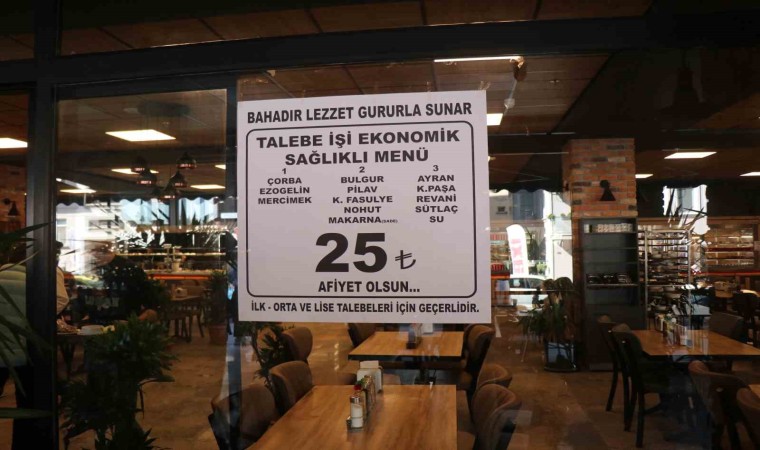 BAHADIR LEZZET GURURLA SUNAR
TALEBE İŞİ EKONOMİK
SAĞLIKLI MENÜ
1
ÇORBA
EZOGELİN
MERCİMEK
2
BULGUR
PİLAV
K. FASULYE
NOHUT
MAKARNA(SADE)
3
AYRAN
K.PAŞA
REVANİ
SÜTLAÇ
SU
25 ₺
AFİYET OLSUN...
İLK - ORTA VE LİSE TALEBELERİ İÇİN GEÇERLİDİR.